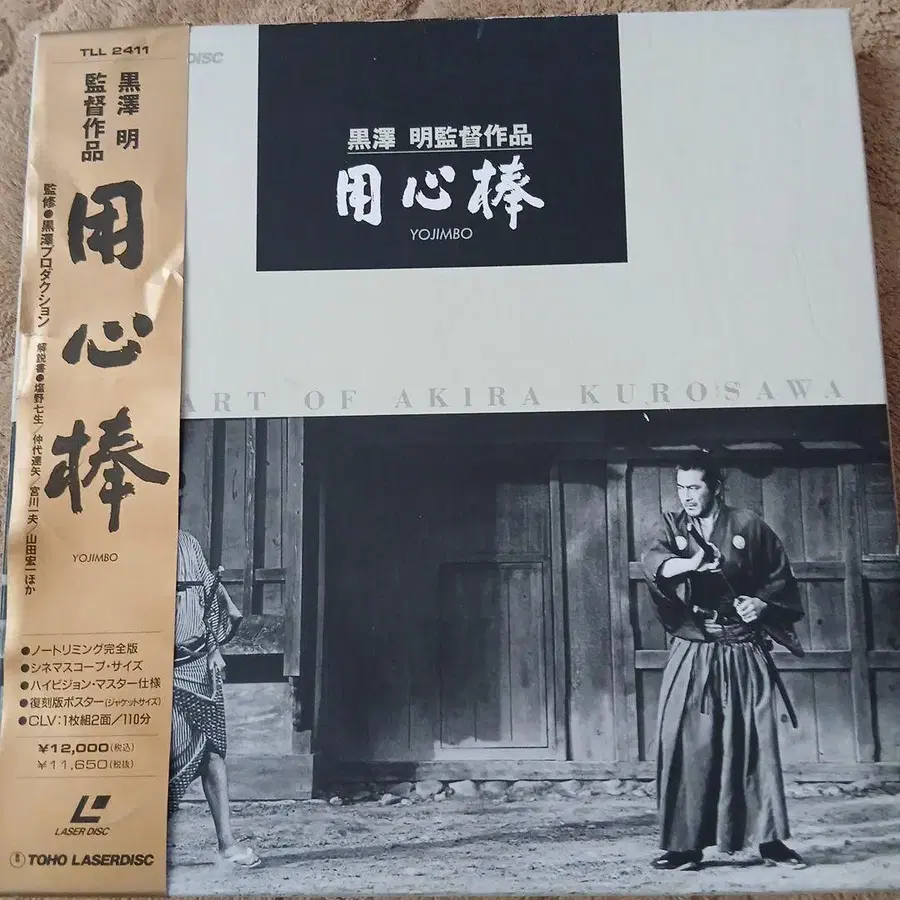 TLL 2411
黒澤 明
監督作品
用心棒
YOJIMBO
監修●黒澤プロダクション
解説書●塩野七生/仲代達矢/宮川一夫/山田宏一ほか
●ノートリミング完全版
●シネマスコープ・サイズ
●ハイビジョン・マスター仕様
●復刻版ポスター(ジャケットサイズ)
●CLV:1枚組2面/110分
¥12,000(税込)
¥11,650(税抜)
LASER DISC
TOHO LASERDISC
DISC
黒澤 明監督作品
用心棒
YOJIMBO
ART OF AKIRA KUROSAWA